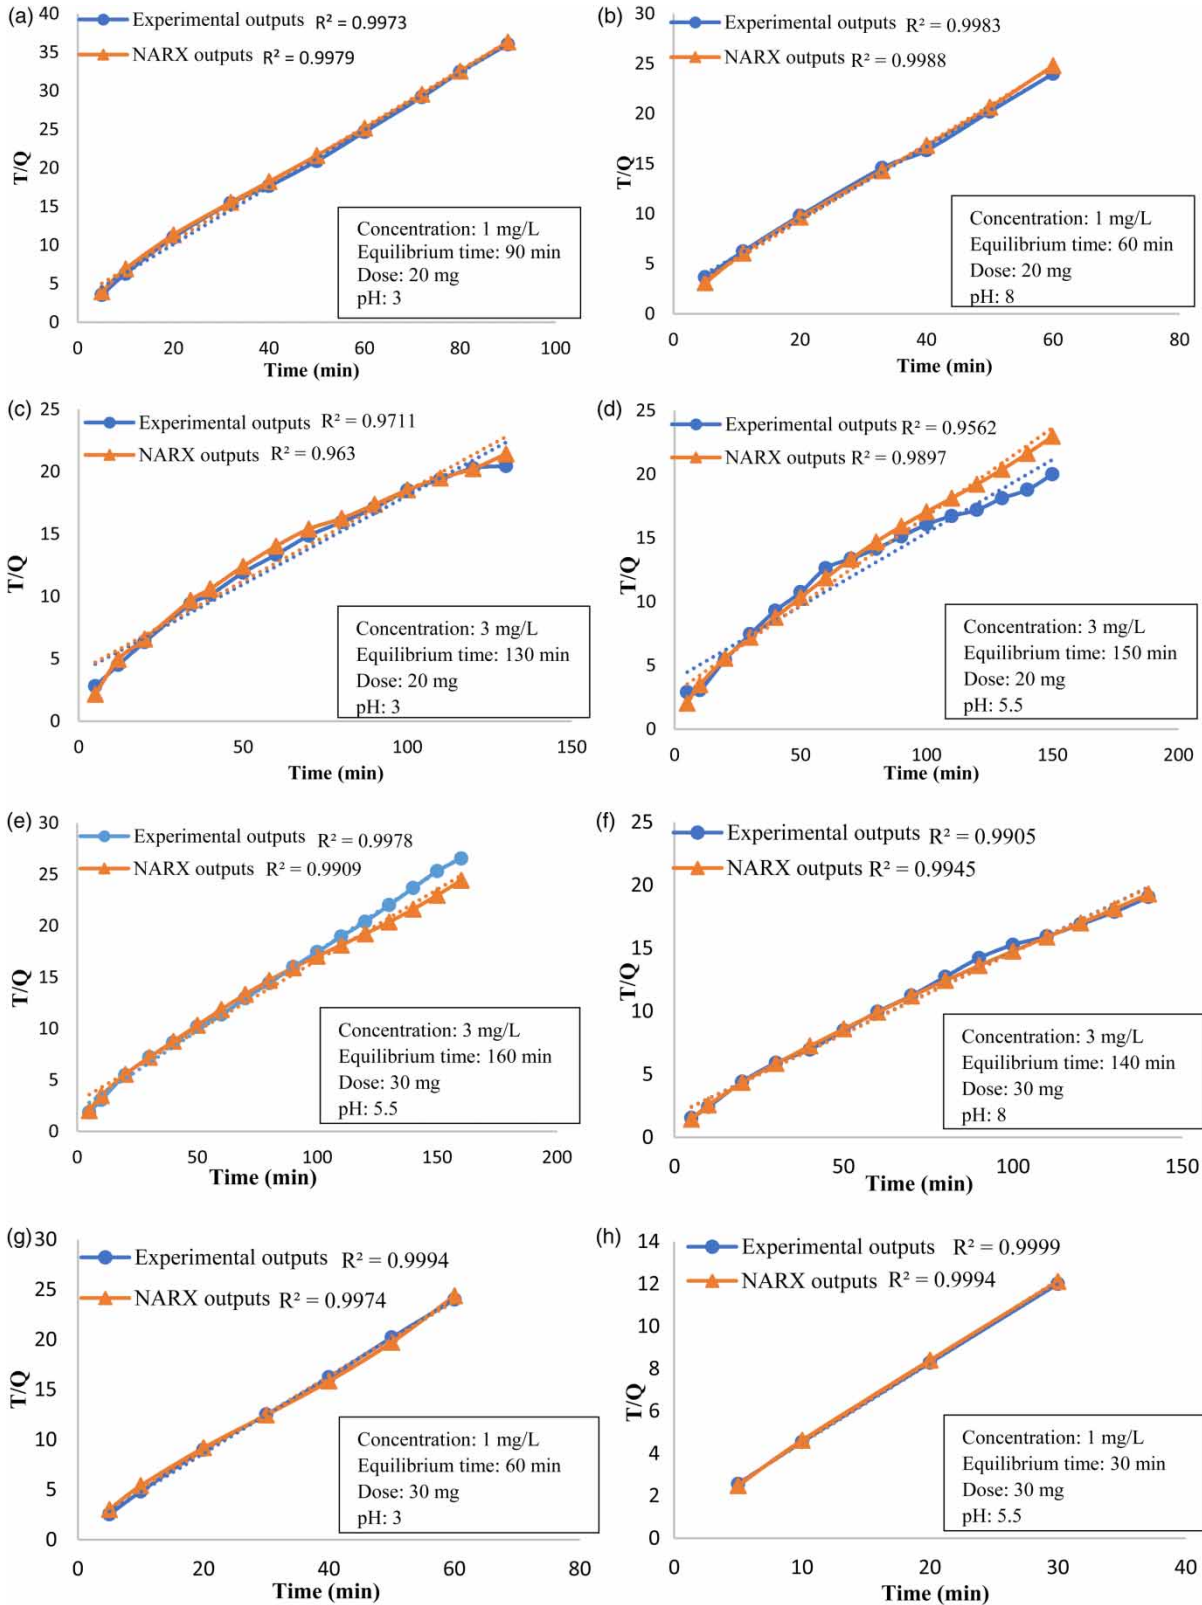 (a)
Experimental outputs R² = 0.9973
NARX outputs R² = 0.9979
40
35
30
25
20
15
10
5
0
T/Q
Concentration: 1 mg/L
Equilibrium time: 90 min
Dose: 20 mg
pH: 3
0 20 40 60 80 100
Time (min)
(b)
Experimental outputs R² = 0.9983
NARX outputs R² = 0.9988
30
25
20
15
10
5
0
T/Q
Concentration: 1 mg/L
Equilibrium time: 60 min
Dose: 20 mg
pH: 8
0 20 40 60 80
Time (min)
(c)
Experimental outputs R² = 0.9711
NARX outputs R² = 0.963
25
20
15
10
5
0
T/Q
Concentration: 3 mg/L
Equilibrium time: 130 min
Dose: 20 mg
pH: 3
0 50 100 150
Time (min)
(d)
Experimental outputs R² = 0.9562
NARX outputs R² = 0.9897
25
20
15
10
5
0
T/Q
Concentration: 3 mg/L
Equilibrium time: 150 min
Dose: 20 mg
pH: 5.5
0 50 100 150 200
Time (min)
(e)
Experimental outputs R² = 0.9978
NARX outputs R² = 0.9909
30
25
20
15
10
5
0
T/Q
Concentration: 3 mg/L
Equilibrium time: 160 min
Dose: 30 mg
pH: 5.5
0 50 100 150 200
Time (min)
(f)
Experimental outputs R² = 0.9905
NARX outputs R² = 0.9945
25
20
15
10
5
0
T/Q
Concentration: 3 mg/L
Equilibrium time: 140 min
Dose: 30 mg
pH: 8
0 50 100 150
Time (min)
(g)
Experimental outputs R² = 0.9994
NARX outputs R² = 0.9974
30
25
20
15
10
5
0
T/Q
Concentration: 1 mg/L
Equilibrium time: 60 min
Dose: 30 mg
pH: 3
0 20 40 60 80
Time (min)
(h)
Experimental outputs R² = 0.9999
NARX outputs R² = 0.9994
14
12
10
8
6
4
2
0
T/Q
Concentration: 1 mg/L
Equilibrium time: 30 min
Dose: 30 mg
pH: 5.5
0 10 20 30 40
Time (min)